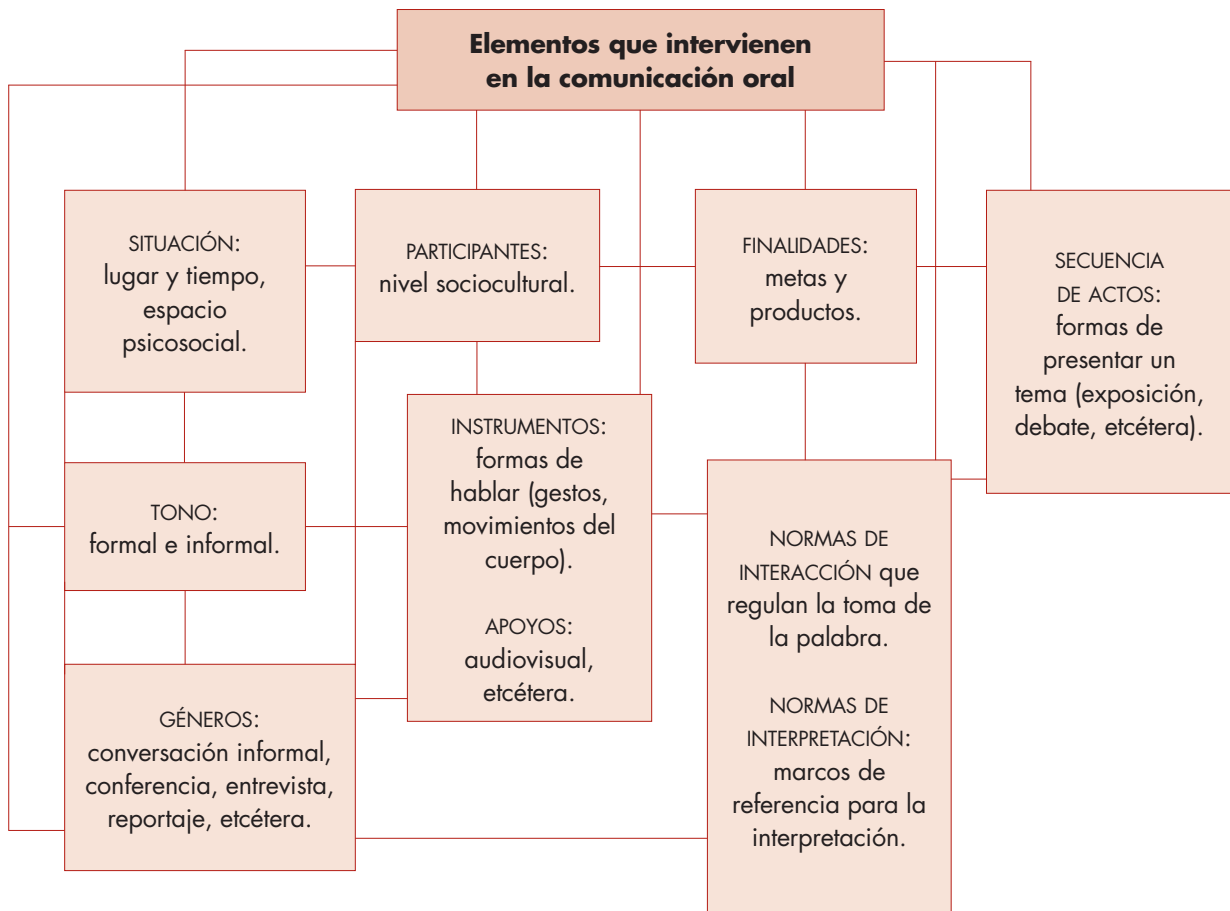 Elementos que intervienen
en la comunicación oral
SITUACIÓN:
lugar y tiempo,
espacio
psicosocial.
PARTICIPANTES:
nivel sociocultural.
FINALIDADES:
metas y
productos.
SECUENCIA
DE ACTOS:
formas de
presentar un
tema (exposición,
debate, etcétera).
TONO:
formal e informal.
INSTRUMENTOS:
formas de
hablar (gestos,
movimientos del
cuerpo).
APOYOS:
audiovisual,
etcétera.
NORMAS DE
INTERACCIÓN que
regulan la toma de
la palabra.
NORMAS DE
INTERPRETACIÓN:
marcos de
referencia para la
interpretación.
GÉNEROS:
conversación informal,
conferencia, entrevista,
reportaje, etcétera.